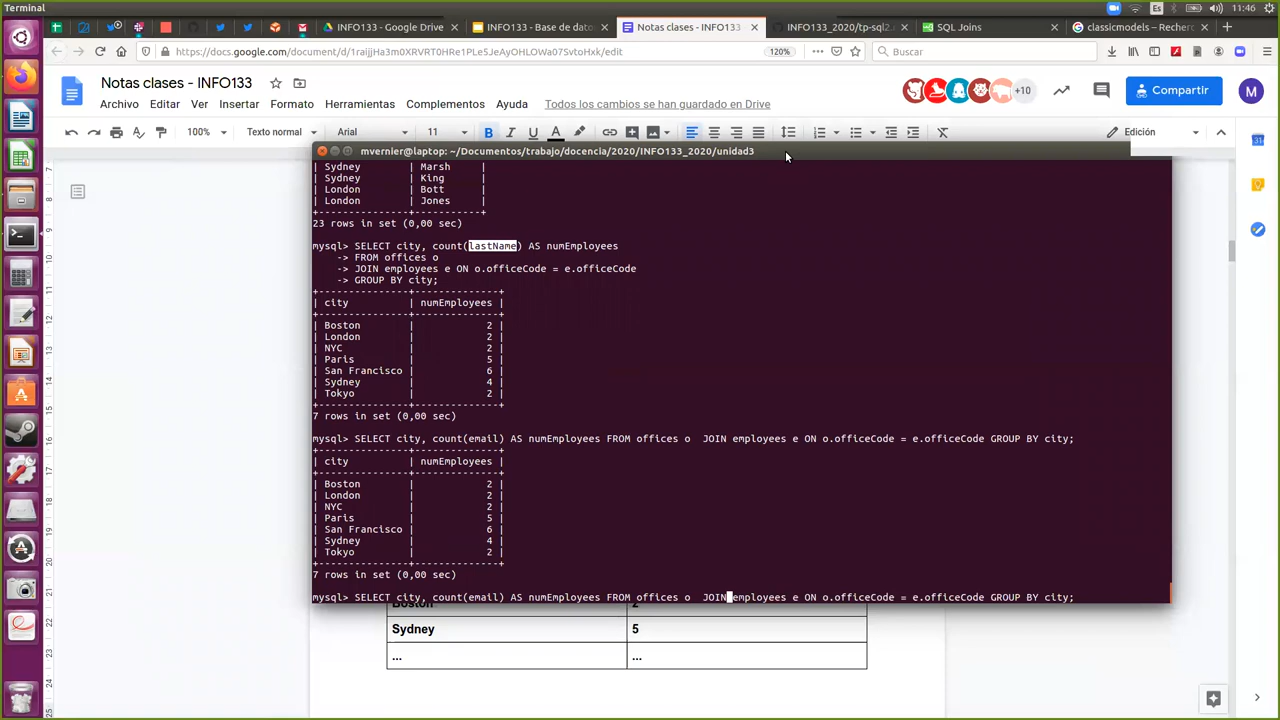 Terminal
Es
11:46
INFO133 - Google Drive
INFO133 - Base de dato
Notas clases - INFO133
INFO133_2020/tp-sql2.
SQL Joins
classicmodels – Recherc
120%
Buscar
Notas clases - INFO133
Archivo Editar Ver Insertar Formato Herramientas Complementos Ayuda Todos los cambios se han guardado en Drive
+10
Compartir
M
100% Texto normal Arial B I U A Edición
mvernier@laptop: ~/Documentos/trabajo/docencia/2020/INFO133_2020/unidad3
| Sydney | Marsh |
| Sydney | King |
| London | Bott |
| London | Jones |
+---------------+-----------+
23 rows in set (0,00 sec)
mysql> SELECT city, count(lastName) AS numEmployees
-> FROM offices o
-> JOIN employees e ON o.officeCode = e.officeCode
-> GROUP BY city;
+---------------+--------------+
| city | numEmployees |
+---------------+--------------+
| Boston | 2 |
| London | 2 |
| NYC | 2 |
| Paris | 5 |
| San Francisco | 6 |
| Sydney | 4 |
| Tokyo | 2 |
+---------------+--------------+
7 rows in set (0,00 sec)
mysql> SELECT city, count(email) AS numEmployees FROM offices o JOIN employees e ON o.officeCode = e.officeCode GROUP BY city;
+---------------+--------------+
| city | numEmployees |
+---------------+--------------+
| Boston | 2 |
| London | 2 |
| NYC | 2 |
| Paris | 5 |
| San Francisco | 6 |
| Sydney | 4 |
| Tokyo | 2 |
+---------------+--------------+
7 rows in set (0,00 sec)
mysql> SELECT city, count(email) AS numEmployees FROM offices o JOIN employees e ON o.officeCode = e.officeCode GROUP BY city;
Boston 2
Sydney 5
... ...